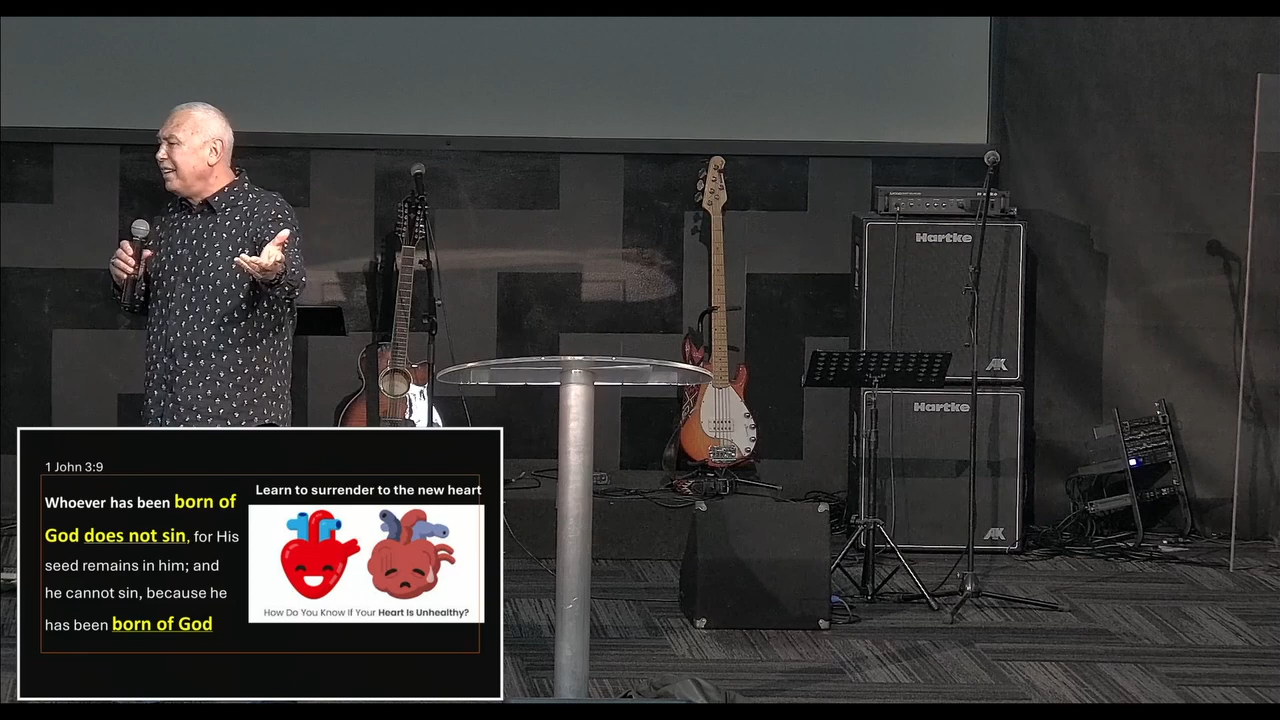 Hartke
Hartke
1 John 3:9
Whoever has been born of
God does not sin, for His
seed remains in him; and
he cannot sin, because he
has been born of God
Learn to surrender to the new heart
How Do You Know If Your Heart Is Unhealthy?